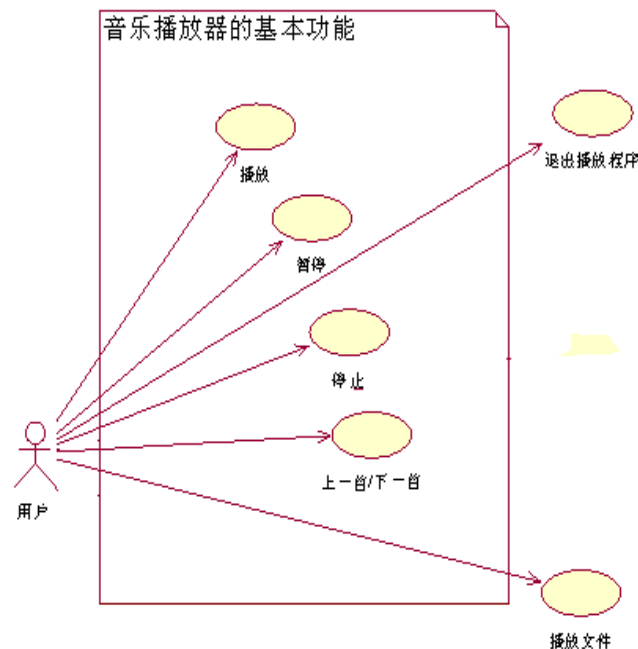 音乐播放器的基本功能
播放
退出播放程序
暂停
停止
上一首/下一首
用户
播放文件